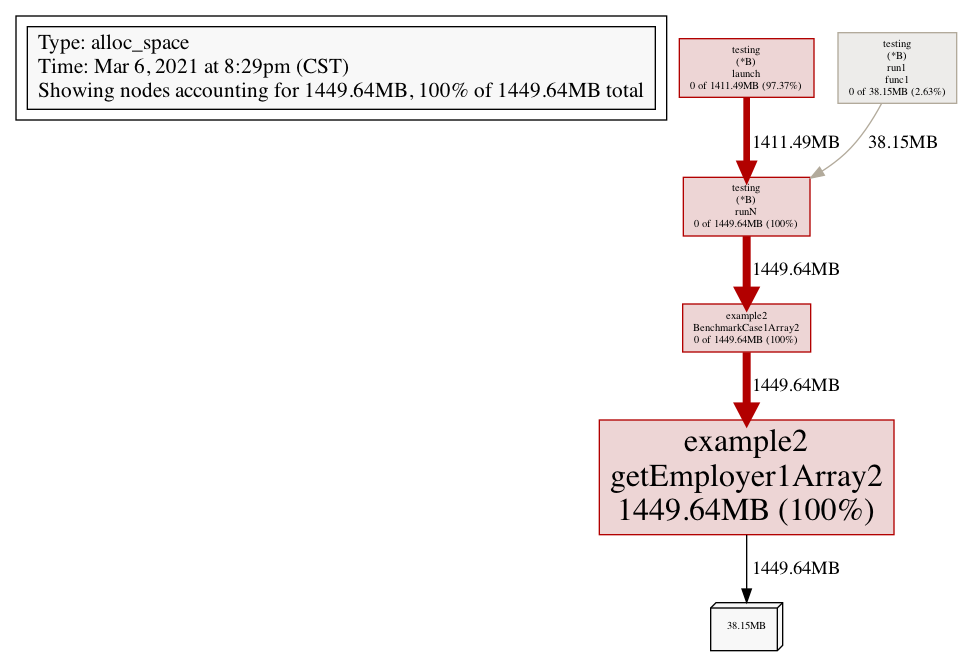 Type: alloc_space
Time: Mar 6, 2021 at 8:29pm (CST)
Showing nodes accounting for 1449.64MB, 100% of 1449.64MB total
testing
(*B)
launch
0 of 1411.49MB (97.37%)
testing
(*B)
run1
func1
0 of 38.15MB (2.63%)
1411.49MB
38.15MB
testing
(*B)
runN
0 of 1449.64MB (100%)
1449.64MB
example2
BenchmarkCase1Array2
0 of 1449.64MB (100%)
1449.64MB
example2
getEmployer1Array2
1449.64MB (100%)
1449.64MB
38.15MB